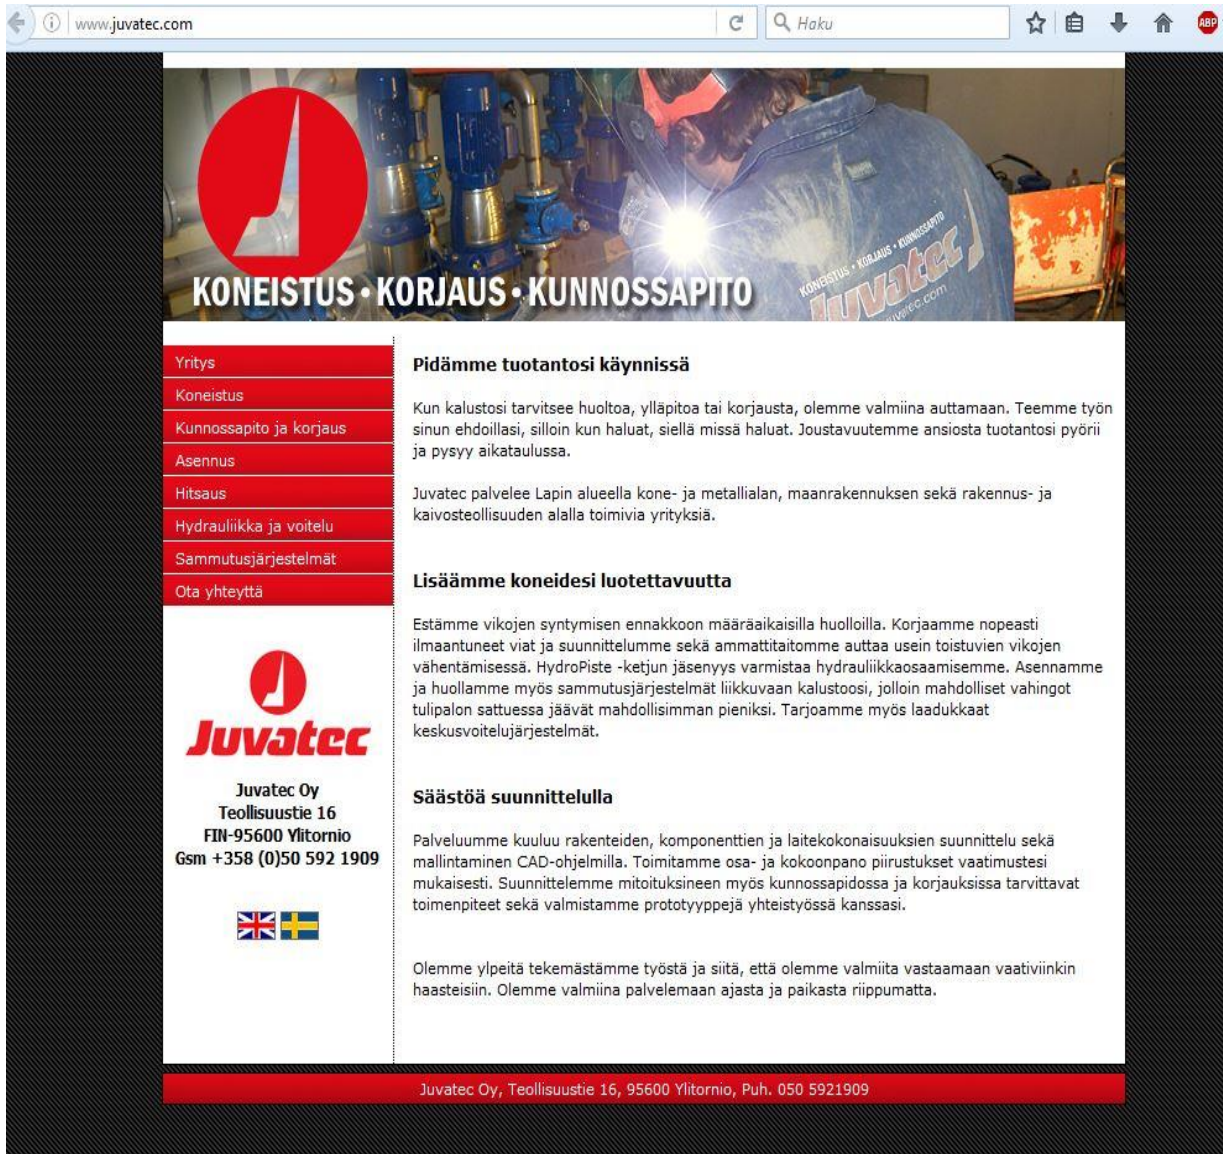 www.juvatec.com
Haku
ABP
KONEISTUS • KORJAUS • KUNNOSSAPITO
KONEISTUS • KORJAUS • KUNNOSSAPITO
Juvatec
juvatec.com
Yritys
Koneistus
Kunnossapito ja korjaus
Asennus
Hitsaus
Hydrauliikka ja voitelu
Sammutusjärjestelmät
Ota yhteyttä
Juvatec
Juvatec Oy
Teollisuustie 16
FIN-95600 Ylitornio
Gsm +358 (0)50 592 1909
Pidämme tuotantosi käynnissä
Kun kalustosi tarvitsee huoltoa, ylläpitoa tai korjausta, olemme valmiina auttamaan. Teemme työn
sinun ehdoillasi, silloin kun haluat, siellä missä haluat. Joustavuutemme ansiosta tuotantosi pyörii
ja pysyy aikataulussa.
Juvatec palvelee Lapin alueella kone- ja metallialan, maanrakennuksen sekä rakennus- ja
kaivosteollisuuden alalla toimivia yrityksiä.
Lisäämme koneidesi luotettavuutta
Estämme vikojen syntymisen ennakkoon määräaikaisilla huolloilla. Korjaamme nopeasti
ilmaantuneet viat ja suunnittelumme sekä ammattitaitomme auttaa usein toistuvien vikojen
vähentämisessä. HydroPiste -ketjun jäsenyys varmistaa hydrauliikkaosaamisemme. Asennamme
ja huollamme myös sammutusjärjestelmät liikkuvaan kalustoosi, jolloin mahdolliset vahingot
tulipalon sattuessa jäävät mahdollisimman pieniksi. Tarjoamme myös laadukkaat
keskusvoitelujärjestelmät.
Säästöä suunnittelulla
Palveluumme kuuluu rakenteiden, komponenttien ja laitekokonaisuuksien suunnittelu sekä
mallintaminen CAD-ohjelmilla. Toimitamme osa- ja kokoonpano piirustukset vaatimustesi
mukaisesti. Suunnittelemme mitoituksineen myös kunnossapidossa ja korjauksissa tarvittavat
toimenpiteet sekä valmistamme prototyyppejä yhteistyössä kanssasi.
Olemme ylpeitä tekemästämme työstä ja siitä, että olemme valmiita vastaamaan vaativiinkin
haasteisiin. Olemme valmiina palvelemaan ajasta ja paikasta riippumatta.
Juvatec Oy, Teollisuustie 16, 95600 Ylitornio, Puh. 050 5921909